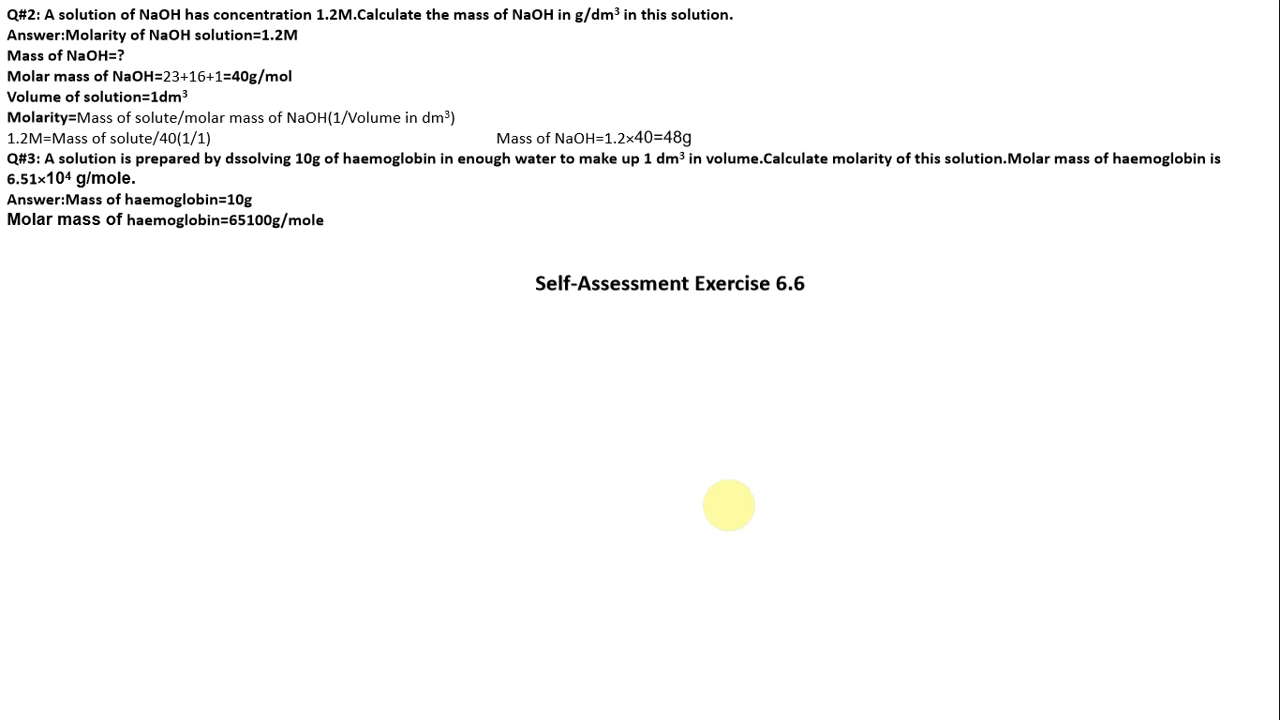 Q#2: A solution of NaOH has concentration 1.2M.Calculate the mass of NaOH in g/dm³ in this solution.
Answer:Molarity of NaOH solution=1.2M
Mass of NaOH=?
Molar mass of NaOH=23+16+1=40g/mol
Volume of solution=1dm³
Molarity=Mass of solute/molar mass of NaOH(1/Volume in dm³)
1.2M=Mass of solute/40(1/1) Mass of NaOH=1.2×40=48g
Q#3: A solution is prepared by dssolving 10g of haemoglobin in enough water to make up 1 dm³ in volume.Calculate molarity of this solution.Molar mass of haemoglobin is
6.51×10⁴ g/mole.
Answer:Mass of haemoglobin=10g
Molar mass of haemoglobin=65100g/mole
Self-Assessment Exercise 6.6